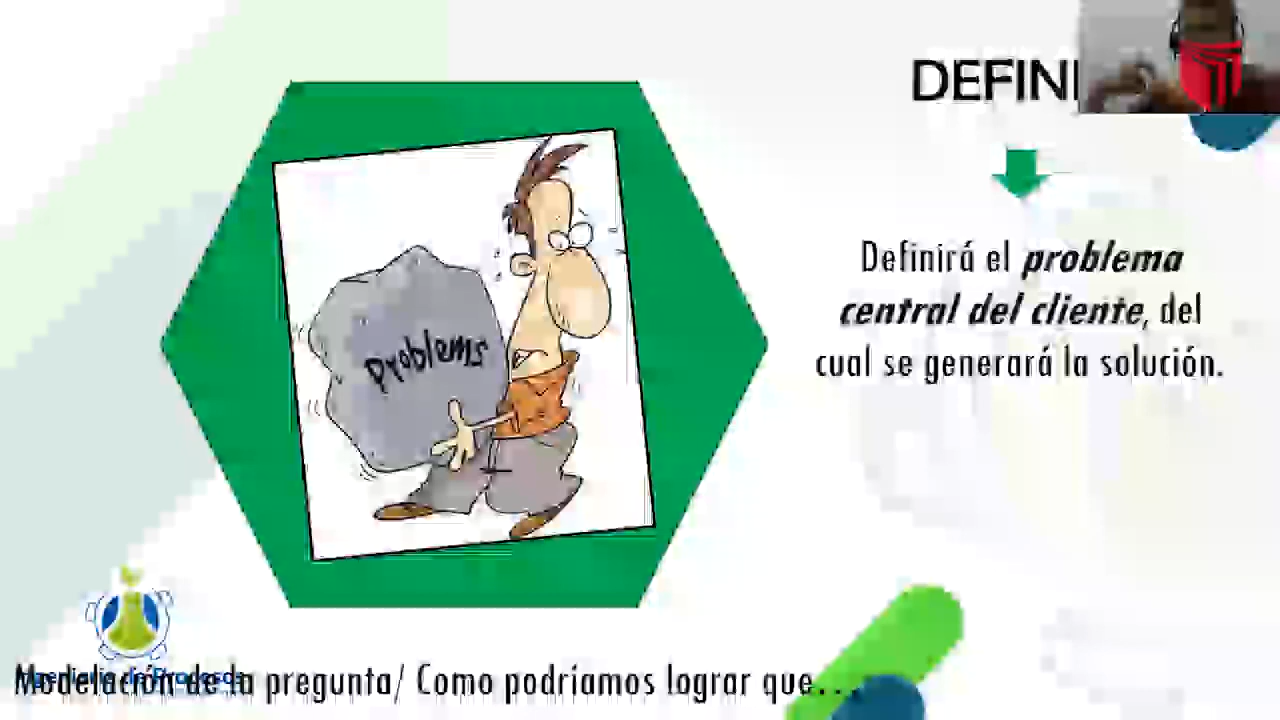 DEFINI
Definirá el problema
central del cliente, del
cual se generará la solución.
problems
Modelación de la pregunta/ Como podríamos lograr que...